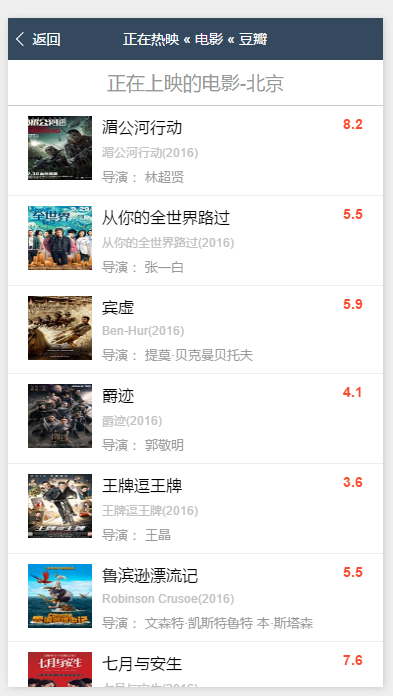 返回
正在热映 « 电影 « 豆瓣
正在上映的电影-北京
湄公河行动
8.2
湄公河行动(2016)
导演： 林超贤
从你的全世界路过
5.5
从你的全世界路过(2016)
导演： 张一白
宾虚
5.9
Ben-Hur(2016)
导演： 提莫·贝克曼贝托夫
爵迹
4.1
爵迹(2016)
导演： 郭敬明
王牌逗王牌
3.6
王牌逗王牌(2016)
导演： 王晶
鲁滨逊漂流记
5.5
Robinson Crusoe(2016)
导演： 文森特·凯斯特鲁特 本·斯塔森
七月与安生
7.6
七月与安生(2016)